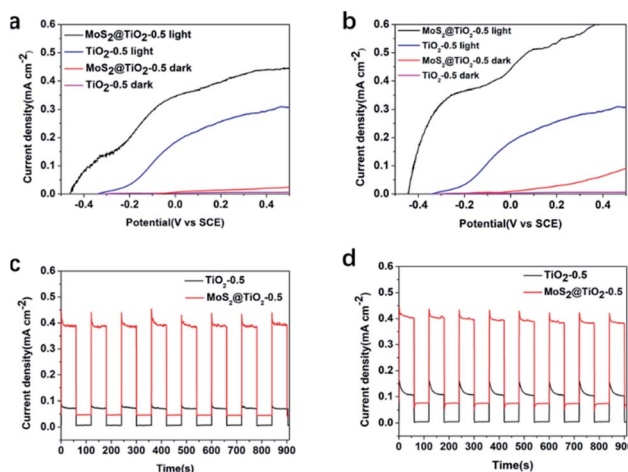 a
MoS2@TiO2-0.5 light
TiO2-0.5 light
MoS2@TiO2-0.5 dark
TiO2-0.5 dark
Current density(mA cm-2)
0.6
0.5
0.4
0.3
0.2
0.1
0.0
-0.4 -0.2 0.0 0.2 0.4
Potential(V vs SCE)
b
MoS2@TiO2-0.5 light
TiO2-0.5 light
MoS2@TiO2-0.5 dark
TiO2-0.5 dark
Current density(mA cm-2)
0.6
0.5
0.4
0.3
0.2
0.1
0.0
-0.4 -0.2 0.0 0.2 0.4
Potential(V vs SCE)
c
TiO2-0.5
MoS2@TiO2-0.5
Current density(mA cm-2)
0.6
0.5
0.4
0.3
0.2
0.1
0.0
0 100 200 300 400 500 600 700 800 900
Time(s)
d
TiO2-0.5
MoS2@TiO2-0.5
Current density(mA cm-2)
0.6
0.5
0.4
0.3
0.2
0.1
0.0
0 100 200 300 400 500 600 700 800 900
Time(s)